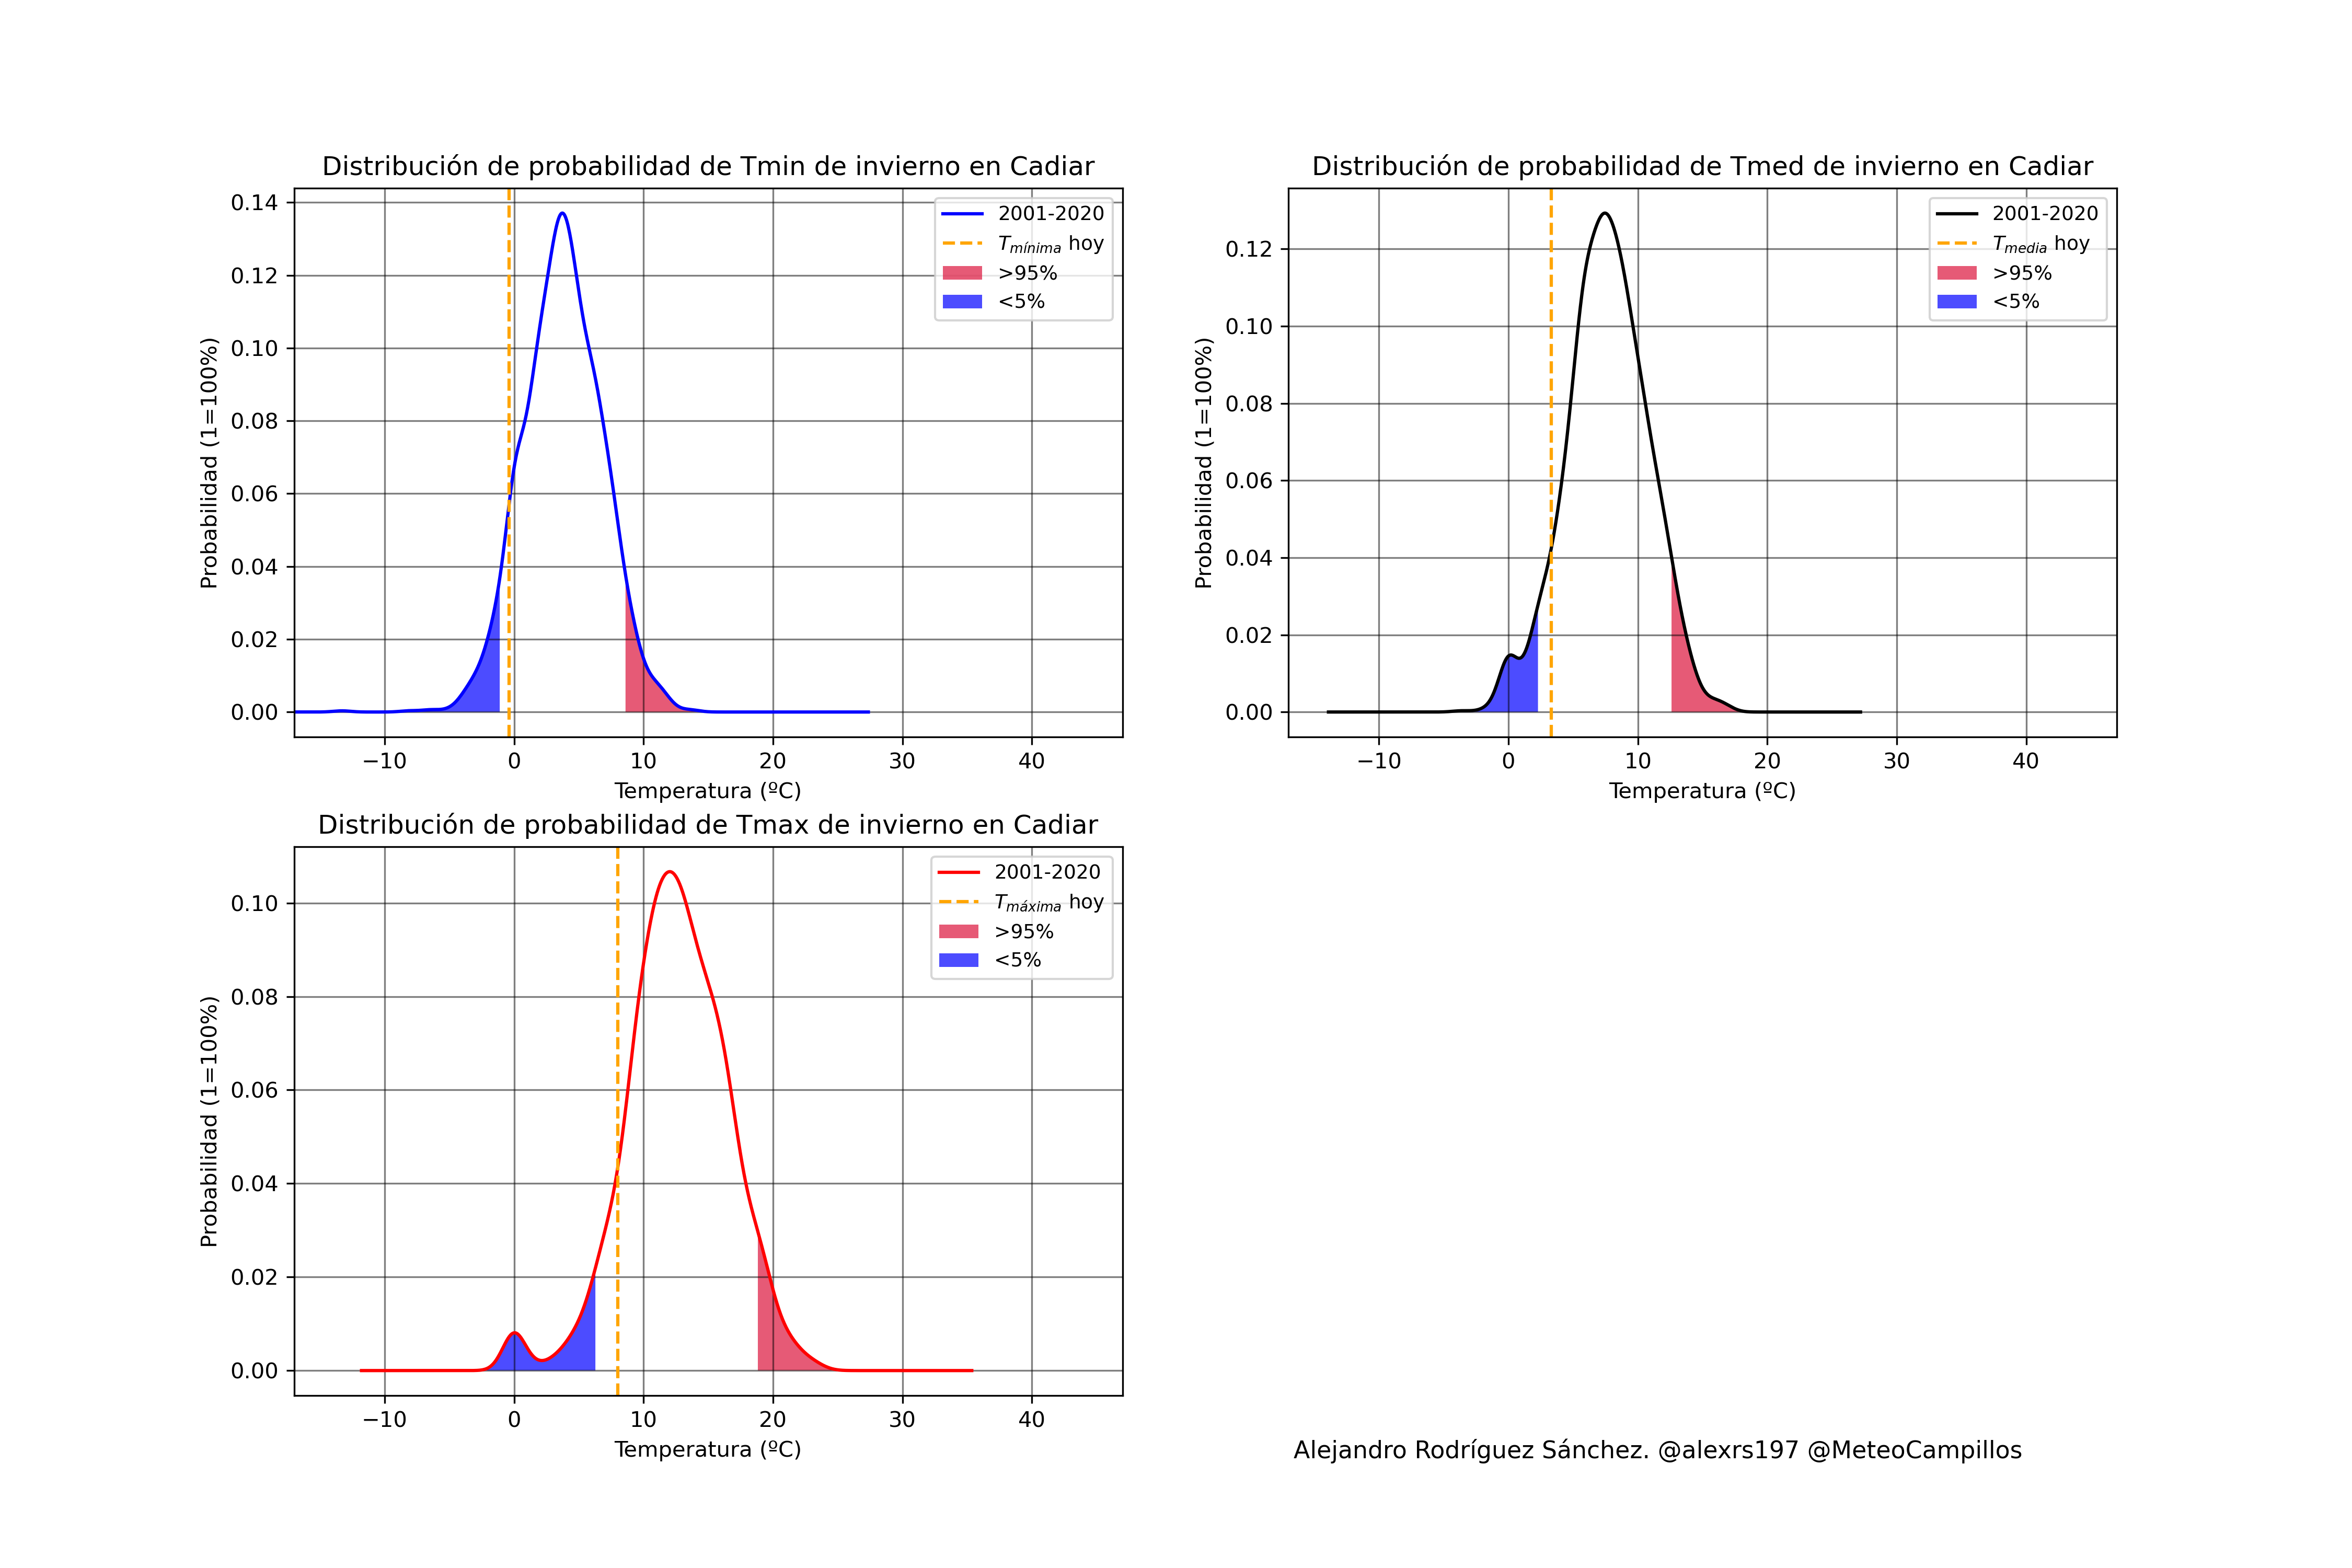 Distribución de probabilidad de Tmin de invierno en Cadiar
Probabilidad (1=100%)
0.14
0.12
0.10
0.08
0.06
0.04
0.02
0.00
−10 0 10 20 30 40
Temperatura (ºC)
2001-2020
Tmínima hoy
>95%
<5%
Distribución de probabilidad de Tmed de invierno en Cadiar
Probabilidad (1=100%)
0.12
0.10
0.08
0.06
0.04
0.02
0.00
−10 0 10 20 30 40
Temperatura (ºC)
2001-2020
Tmedia hoy
>95%
<5%
Distribución de probabilidad de Tmax de invierno en Cadiar
Probabilidad (1=100%)
0.10
0.08
0.06
0.04
0.02
0.00
−10 0 10 20 30 40
Temperatura (ºC)
2001-2020
Tmáxima hoy
>95%
<5%
Alejandro Rodríguez Sánchez. @alexrs197 @MeteoCampillos